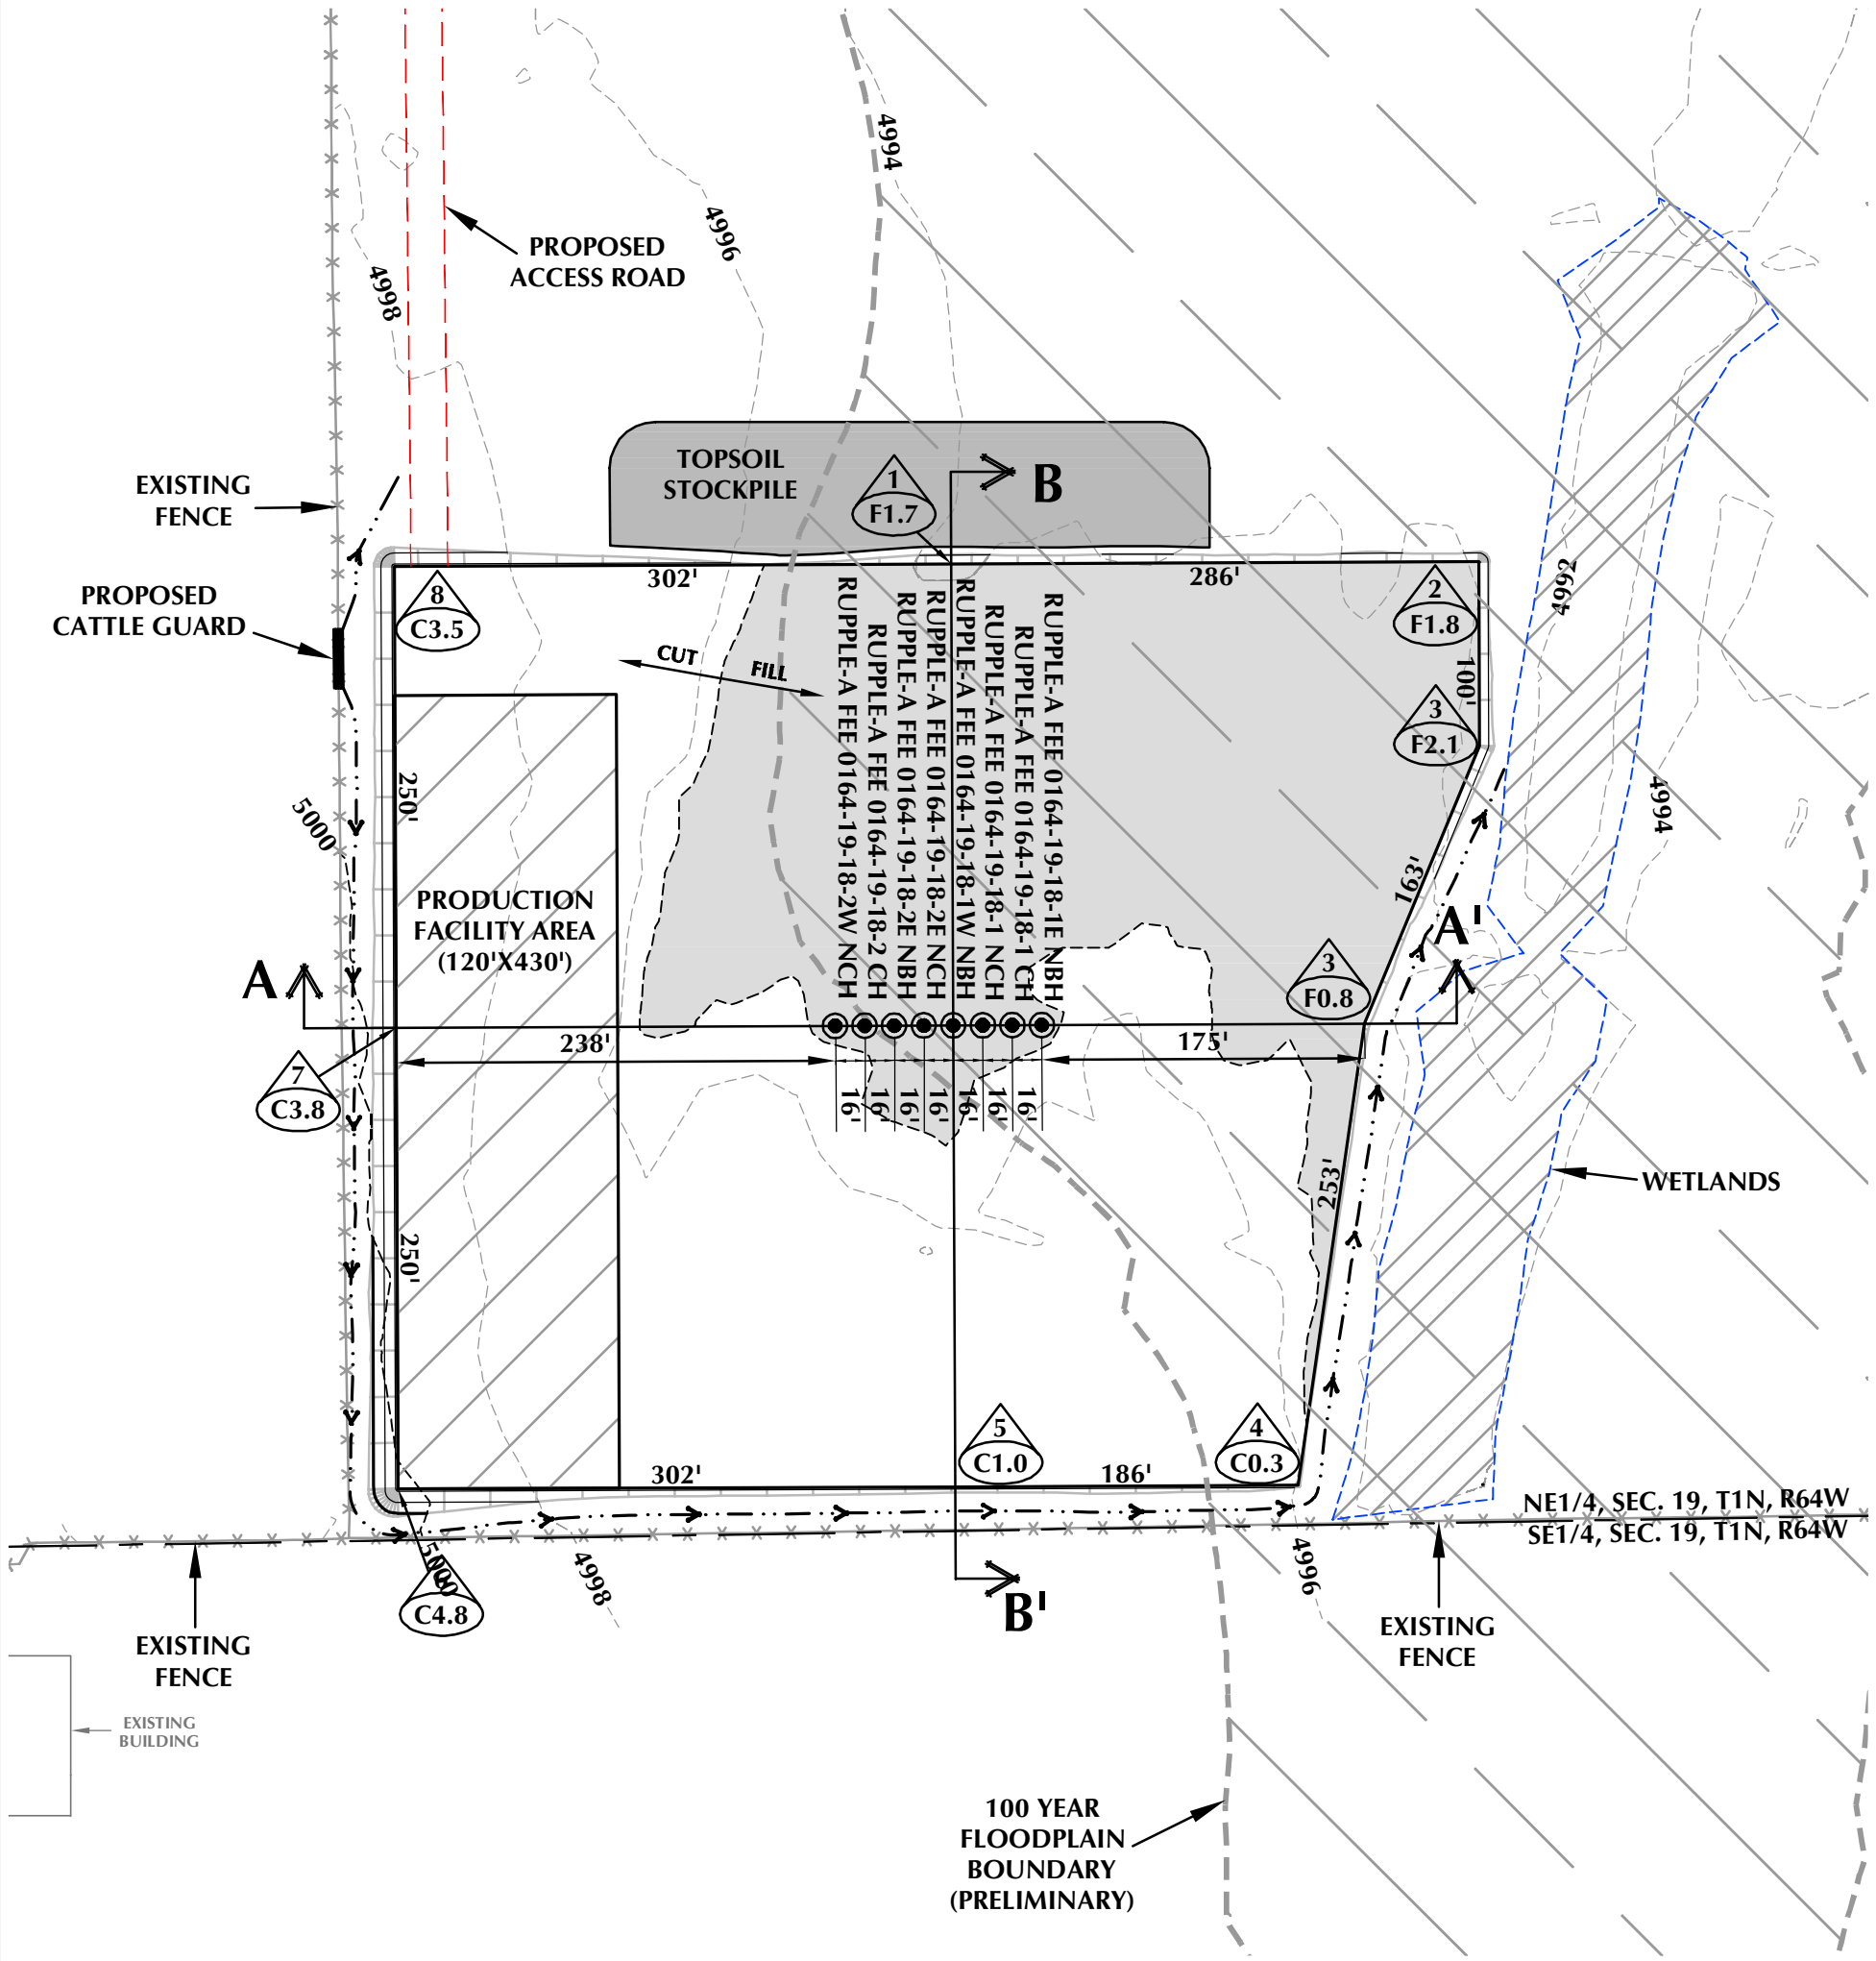 4994
4996
4998
PROPOSED
ACCESS ROAD
TOPSOIL
STOCKPILE
1
F1.7
B
EXISTING
FENCE
PROPOSED
CATTLE GUARD
302'
286'
8
C3.5
2
F1.8
4992
CUT
FILL
100'
3
F2.1
RUPPLE-A FEE 0164-19-18-2W NCH
RUPPLE-A FEE 0164-19-18-2 CH
RUPPLE-A FEE 0164-19-18-2E NBH
RUPPLE-A FEE 0164-19-18-2E NCH
RUPPLE-A FEE 0164-19-18-1W NBH
RUPPLE-A FEE 0164-19-18-1 NCH
RUPPLE-A FEE 0164-19-18-1 CH
RUPPLE-A FEE 0164-19-18-1E NBH
250'
5000
4994
163'
PRODUCTION
FACILITY AREA
(120'X430')
A
A'
3
F0.8
238'
175'
7
C3.8
16'
16'
16'
16'
16'
16'
16'
253'
WETLANDS
250'
302'
5
C1.0
186'
4
C0.3
NE1/4, SEC. 19, T1N, R64W
SE1/4, SEC. 19, T1N, R64W
5000
C4.8
4998
B'
4996
EXISTING
FENCE
EXISTING
FENCE
EXISTING
BUILDING
100 YEAR
FLOODPLAIN
BOUNDARY
(PRELIMINARY)